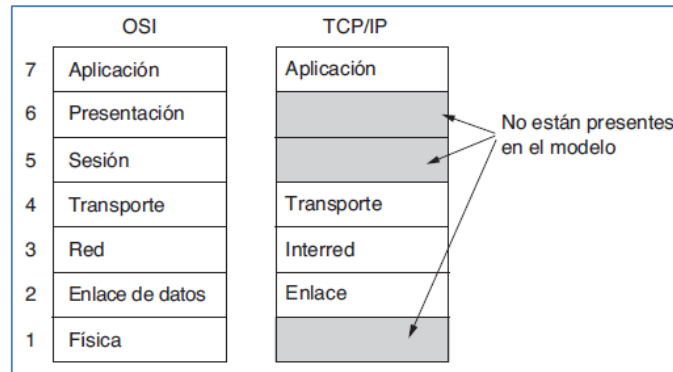 OSI TCP/IP
7 Aplicación Aplicación
6 Presentación
5 Sesión
No están presentes
en el modelo
4 Transporte Transporte
3 Red Interred
2 Enlace de datos Enlace
1 Física